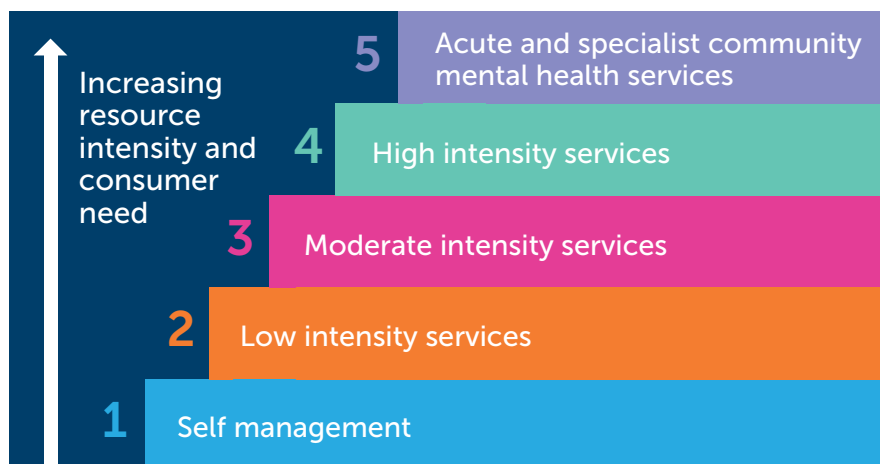 5
Acute and specialist community
mental health services
Increasing
resource
intensity and
consumer
need
4
High intensity services
3
Moderate intensity services
2
Low intensity services
1
Self management